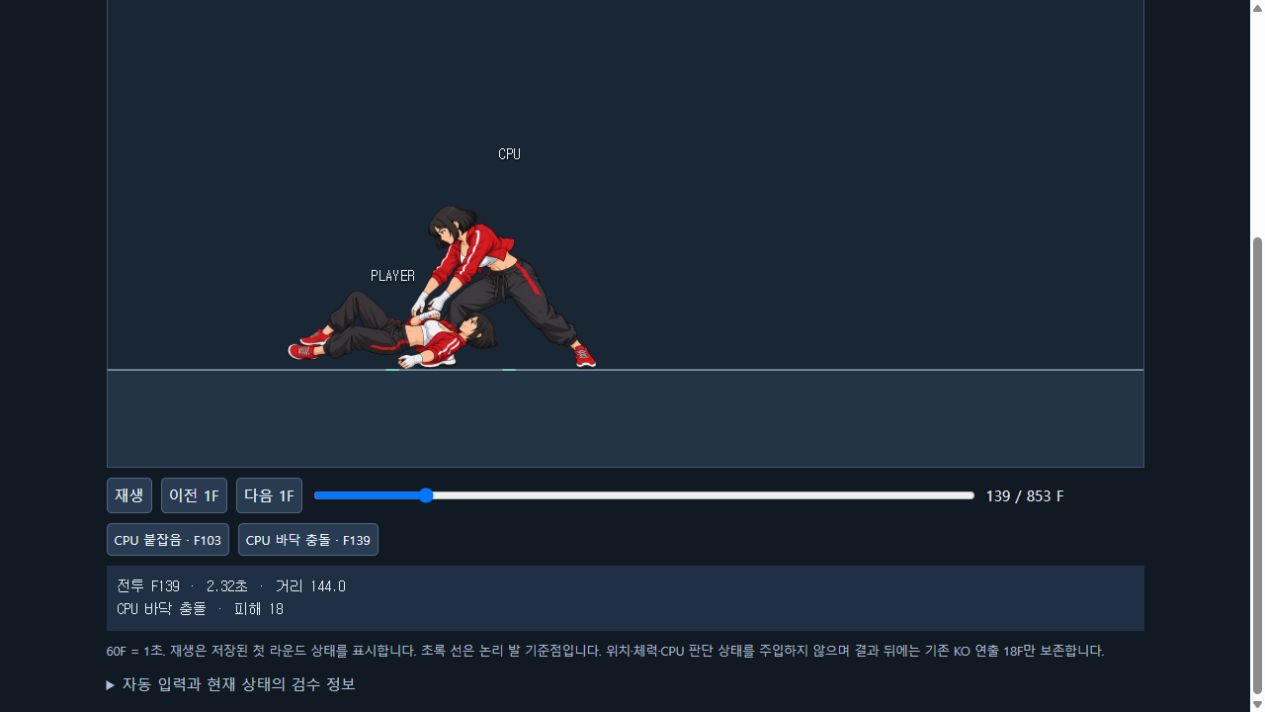 CPU
PLAYER
재생 이전 1F 다음 1F 139 / 853 F
CPU 붙잡음 · F103 CPU 바닥 충돌 · F139
전투 F139 · 2.32초 · 거리 144.0
CPU 바닥 충돌 · 피해 18
60F = 1초. 재생은 저장된 첫 라운드 상태를 표시합니다. 초록 선은 논리 발 기준점입니다. 위치·체력·CPU 판단 상태를 주입하지 않으며 결과 뒤에는 기존 KO 연출 18F만 보존합니다.
▶ 자동 입력과 현재 상태의 검수 정보